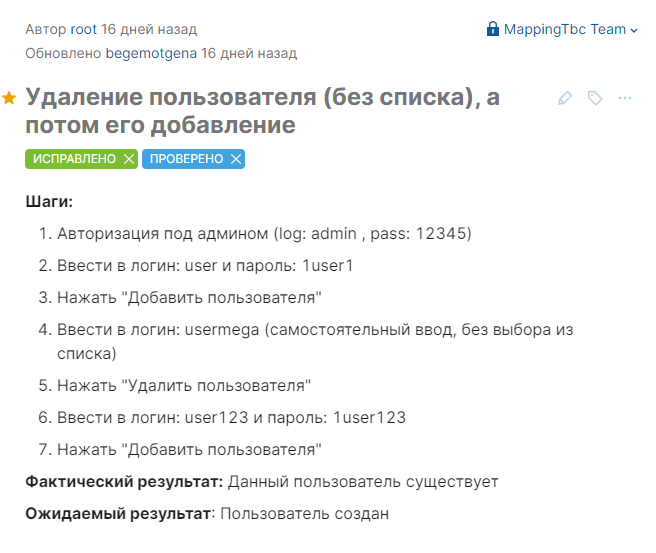 Автор root 16 дней назад
MappingTbc Team
Обновлено begemotgena 16 дней назад
Удаление пользователя (без списка), а
потом его добавление
ИСПРАВЛЕНО ПРОВЕРЕНО
Шаги:
1. Авторизация под админом (log: admin , pass: 12345)
2. Ввести в логин: user и пароль: 1user1
3. Нажать "Добавить пользователя"
4. Ввести в логин: usermega (самостоятельный ввод, без выбора из
списка)
5. Нажать "Удалить пользователя"
6. Ввести в логин: user123 и пароль: 1user123
7. Нажать "Добавить пользователя"
Фактический результат: Данный пользователь существует
Ожидаемый результат: Пользователь создан